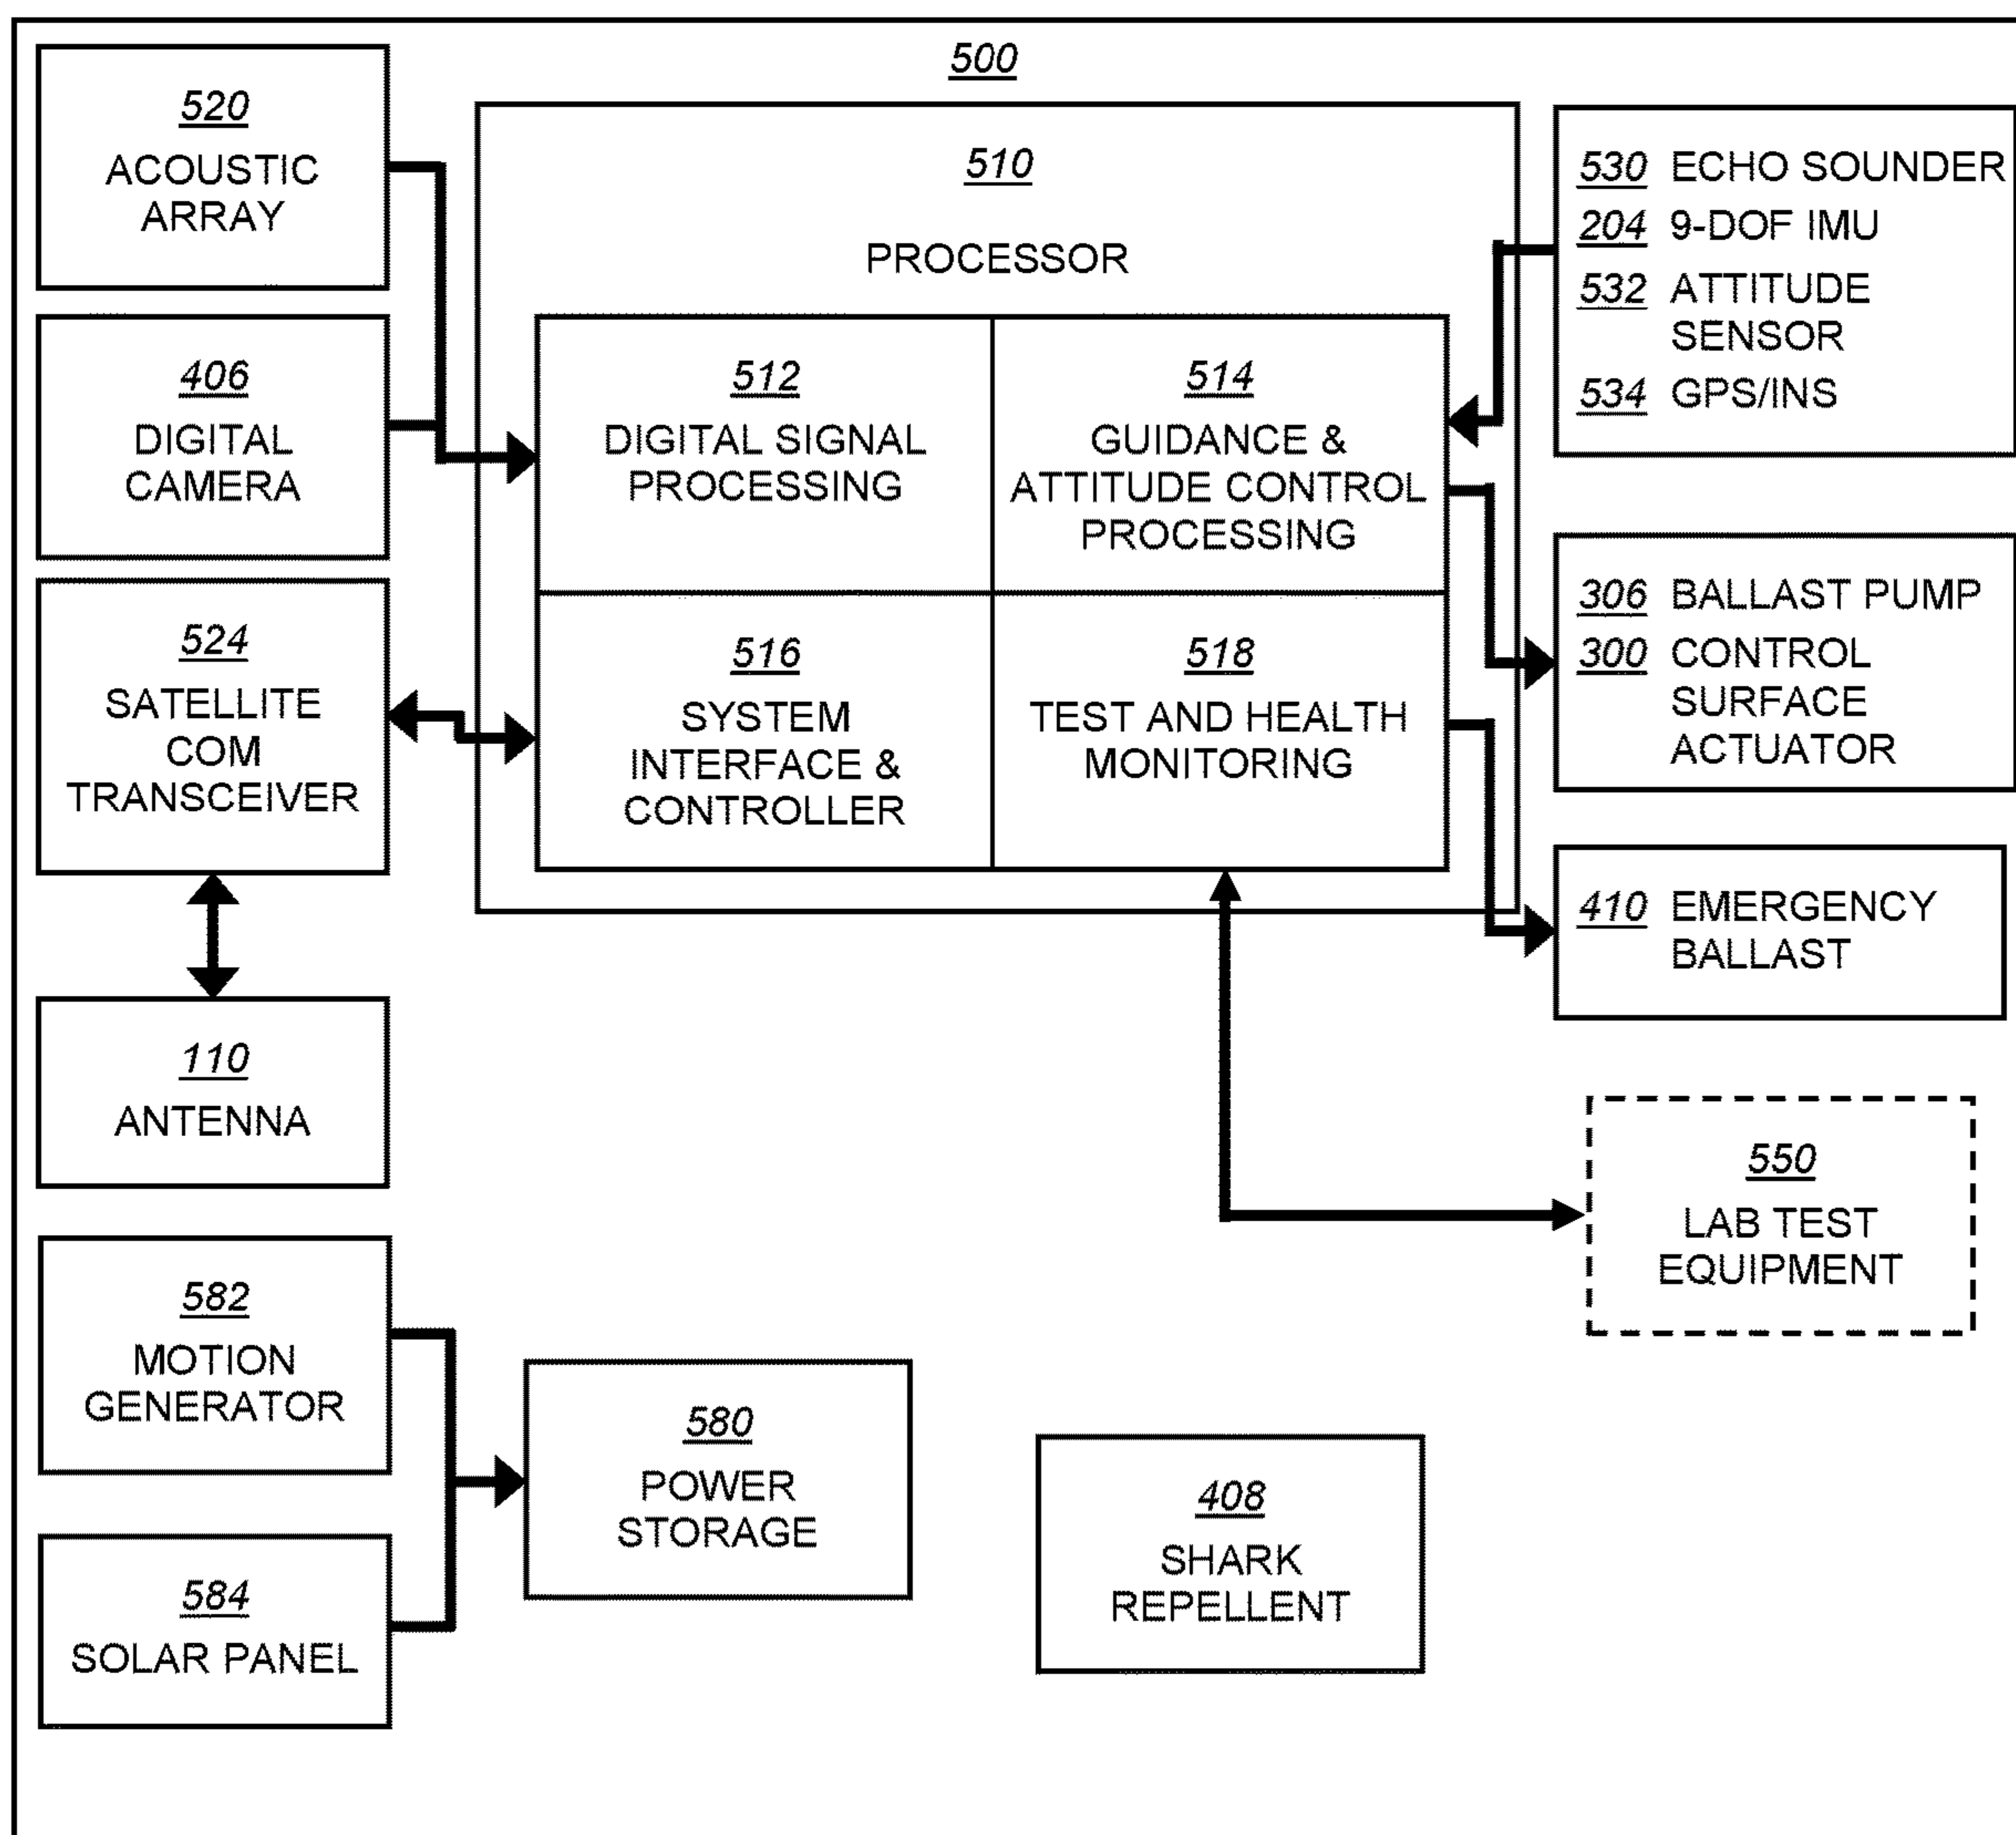 500
520
ACOUSTIC
ARRAY
406
DIGITAL
CAMERA
524
SATELLITE
COM
TRANSCEIVER
110
ANTENNA
582
MOTION
GENERATOR
584
SOLAR PANEL
510
PROCESSOR
512
DIGITAL SIGNAL
PROCESSING
514
GUIDANCE &
ATTITUDE CONTROL
PROCESSING
516
SYSTEM
INTERFACE &
CONTROLLER
518
TEST AND HEALTH
MONITORING
530 ECHO SOUNDER
204 9-DOF IMU
532 ATTITUDE
SENSOR
534 GPS/INS
306 BALLAST PUMP
300 CONTROL
SURFACE
ACTUATOR
410 EMERGENCY
BALLAST
550
LAB TEST
EQUIPMENT
580
POWER
STORAGE
408
SHARK
REPELLENT